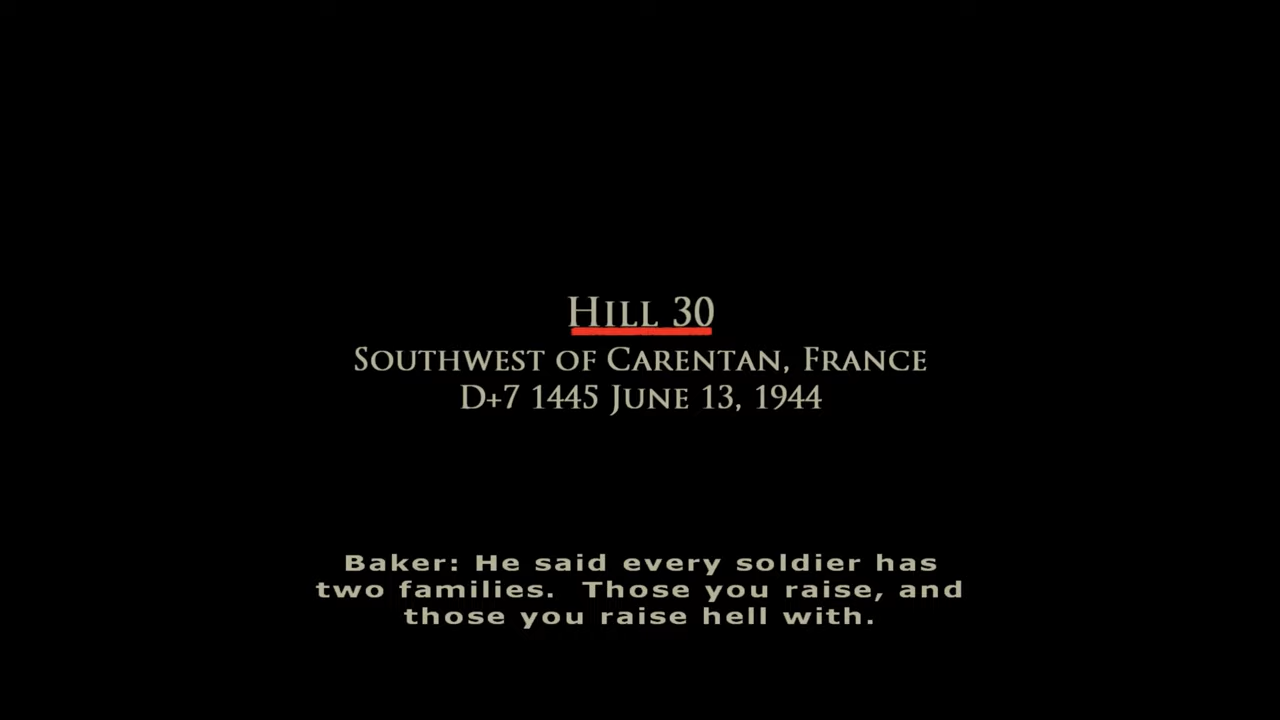 Hill 30
Southwest of Carentan, France
D+7 1445 June 13, 1944
Baker: He said every soldier has
two families.  Those you raise, and
those you raise hell with.